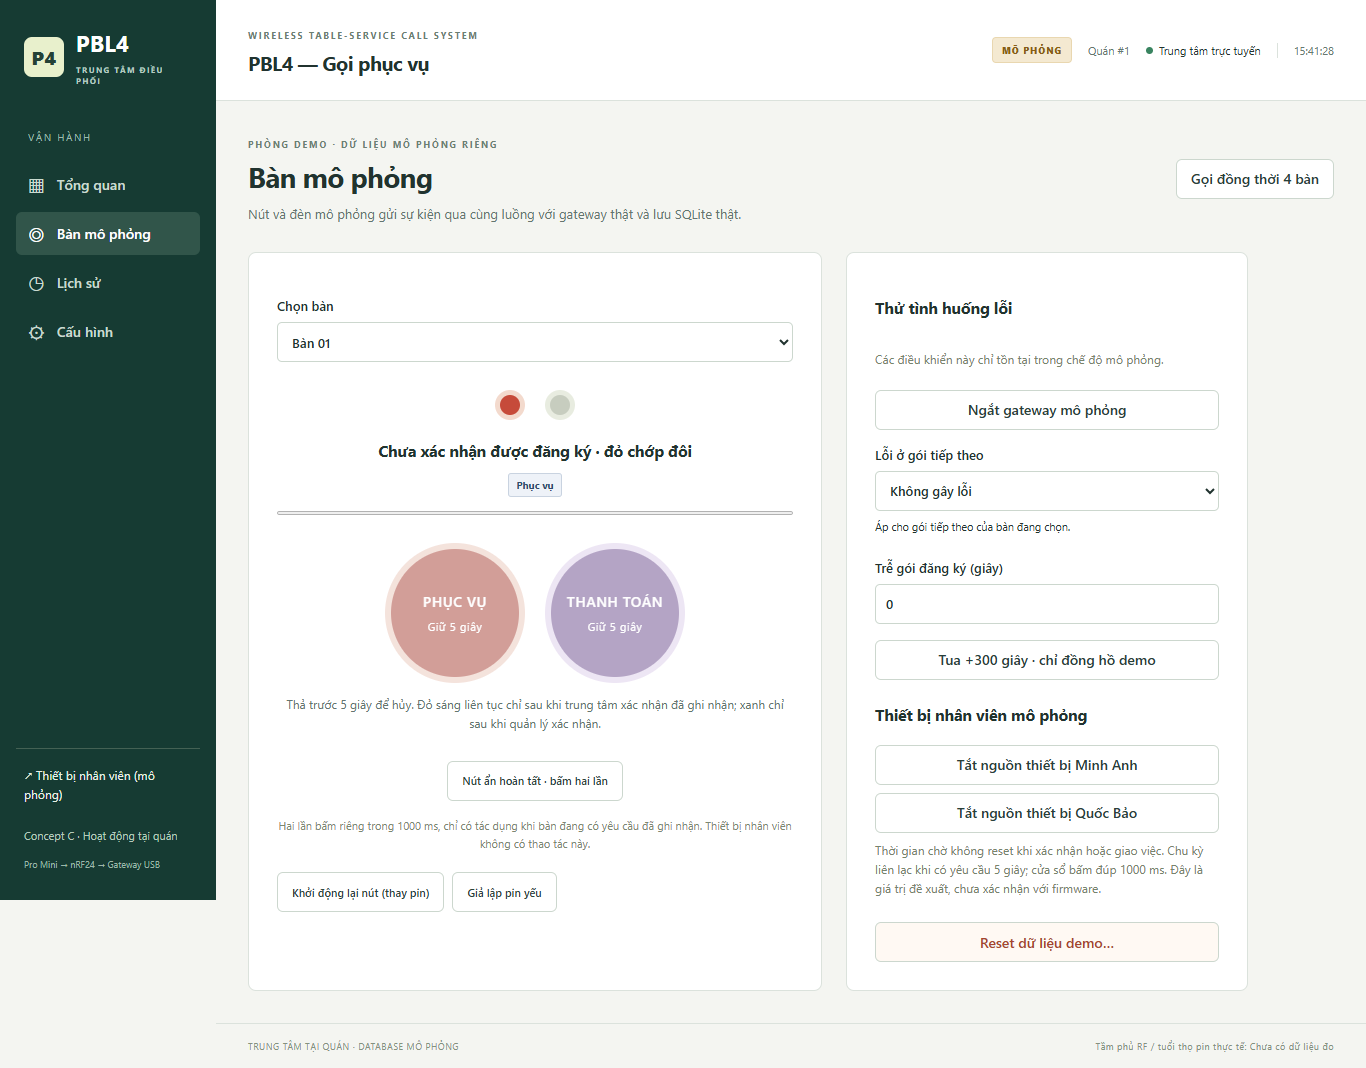 P4
PBL4
TRUNG TÂM ĐIỀU
PHỐI
VẬN HÀNH
Tổng quan
Bàn mô phỏng
Lịch sử
Cấu hình
↗ Thiết bị nhân viên (mô
phỏng)
Concept C · Hoạt động tại quán
Pro Mini → nRF24 → Gateway USB
WIRELESS TABLE-SERVICE CALL SYSTEM
PBL4 — Gọi phục vụ
MÔ PHỎNG
Quán #1
Trung tâm trực tuyến
15:41:28
PHÒNG DEMO · DỮ LIỆU MÔ PHỎNG RIÊNG
Bàn mô phỏng
Nút và đèn mô phỏng gửi sự kiện qua cùng luồng với gateway thật và lưu SQLite thật.
Gọi đồng thời 4 bàn
Chọn bàn
Bàn 01
Chưa xác nhận được đăng ký · đỏ chớp đôi
Phục vụ
PHỤC VỤ
Giữ 5 giây
THANH TOÁN
Giữ 5 giây
Thả trước 5 giây để hủy. Đỏ sáng liên tục chỉ sau khi trung tâm xác nhận đã ghi nhận; xanh chỉ
sau khi quản lý xác nhận.
Nút ẩn hoàn tất · bấm hai lần
Hai lần bấm riêng trong 1000 ms, chỉ có tác dụng khi bàn đang có yêu cầu đã ghi nhận. Thiết bị nhân viên
không có thao tác này.
Khởi động lại nút (thay pin)
Giả lập pin yếu
Thử tình huống lỗi
Các điều khiển này chỉ tồn tại trong chế độ mô phỏng.
Ngắt gateway mô phỏng
Lỗi ở gói tiếp theo
Không gây lỗi
Áp cho gói tiếp theo của bàn đang chọn.
Trễ gói đăng ký (giây)
0
Tua +300 giây · chỉ đồng hồ demo
Thiết bị nhân viên mô phỏng
Tắt nguồn thiết bị Minh Anh
Tắt nguồn thiết bị Quốc Bảo
Thời gian chờ không reset khi xác nhận hoặc giao việc. Chu kỳ
liên lạc khi có yêu cầu 5 giây; cửa sổ bấm đúp 1000 ms. Đây là
giá trị đề xuất, chưa xác nhận với firmware.
Reset dữ liệu demo...
TRUNG TÂM TẠI QUÁN · DATABASE MÔ PHỎNG
Tầm phủ RF / tuổi thọ pin thực tế: Chưa có dữ liệu đo